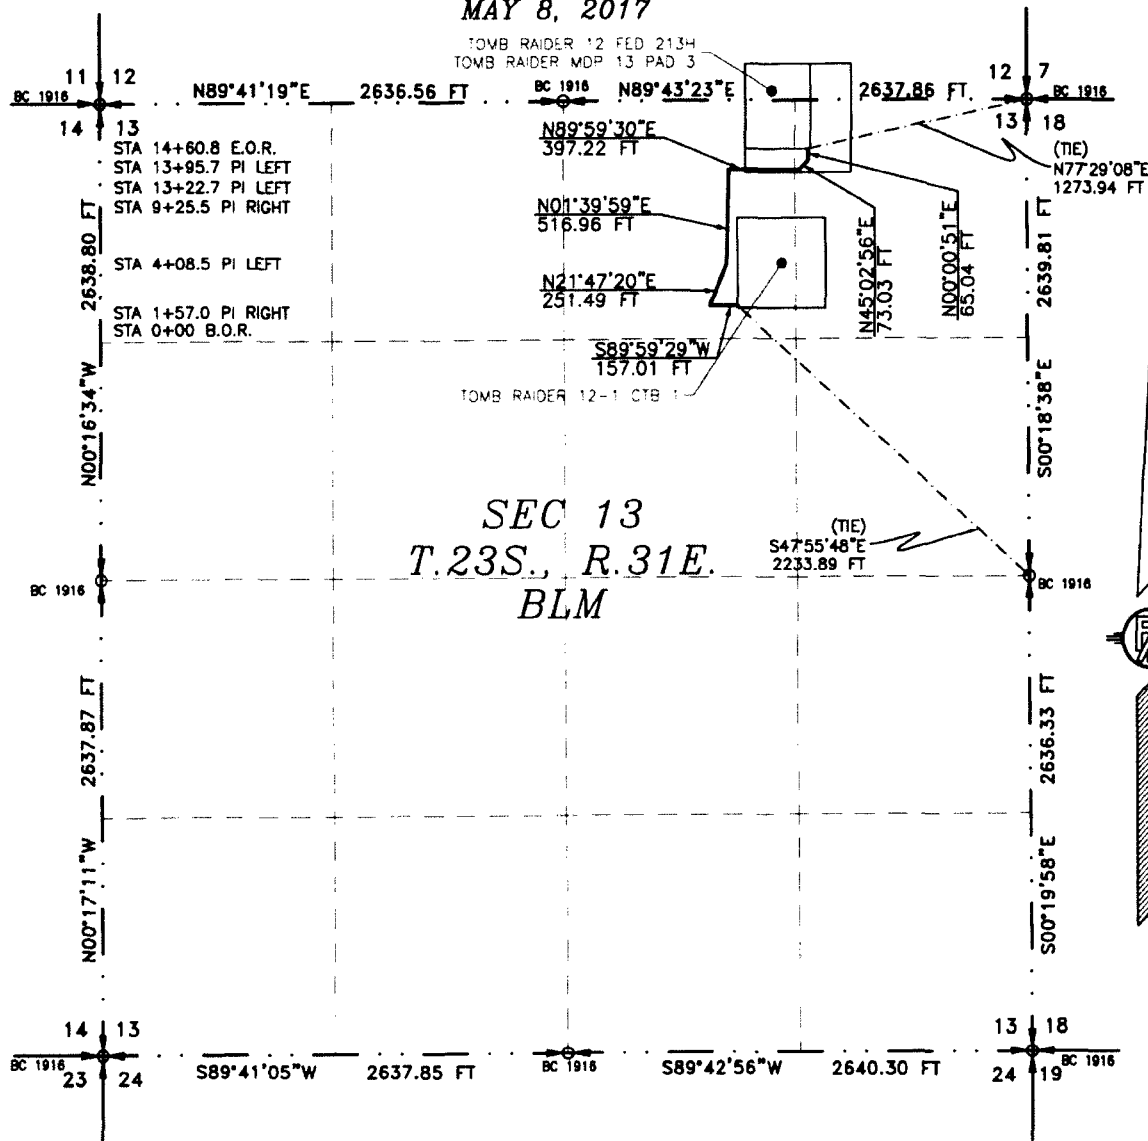 MAY 8, 2017
TOMB RAIDER 12 FED 213H
TOMB RAIDER MDP 13 PAD 3
11 12
12 7
BC 1916
N89°41'19"E 2636.56 FT
BC 1916
N89°43'23"E 2637.86 FT
BC 1916
14 13
13 18
STA 14+60.8 E.O.R.
STA 13+95.7 PI LEFT
STA 13+22.7 PI LEFT
STA 9+25.5 PI RIGHT
STA 4+08.5 PI LEFT
STA 1+57.0 PI RIGHT
STA 0+00 B.O.R.
N89°59'30"E
397.22 FT
(TIE)
N77°29'08"E
1273.94 FT
N01°39'59"E
516.96 FT
N21°47'20"E
251.49 FT
N45°02'56"E
73.03 FT
N00°00'51"E
65.04 FT
S89°59'29"W
157.01 FT
TOMB RAIDER 12-1 CTB 1
N00°16'34"W 2638.80 FT
2639.81 FT
S00°18'38"E
SEC 13
T.23S., R.31E.
BLM
(TIE)
S47°55'48"E
2233.89 FT
BC 1916
BC 1916
N00°17'11"W 2637.87 FT
2636.33 FT
S00°19'58"E
14 13
13 18
BC 1916
S89°41'05"W 2637.85 FT
BC 1916
S89°42'56"W 2640.30 FT
BC 1916
23 24
24 19